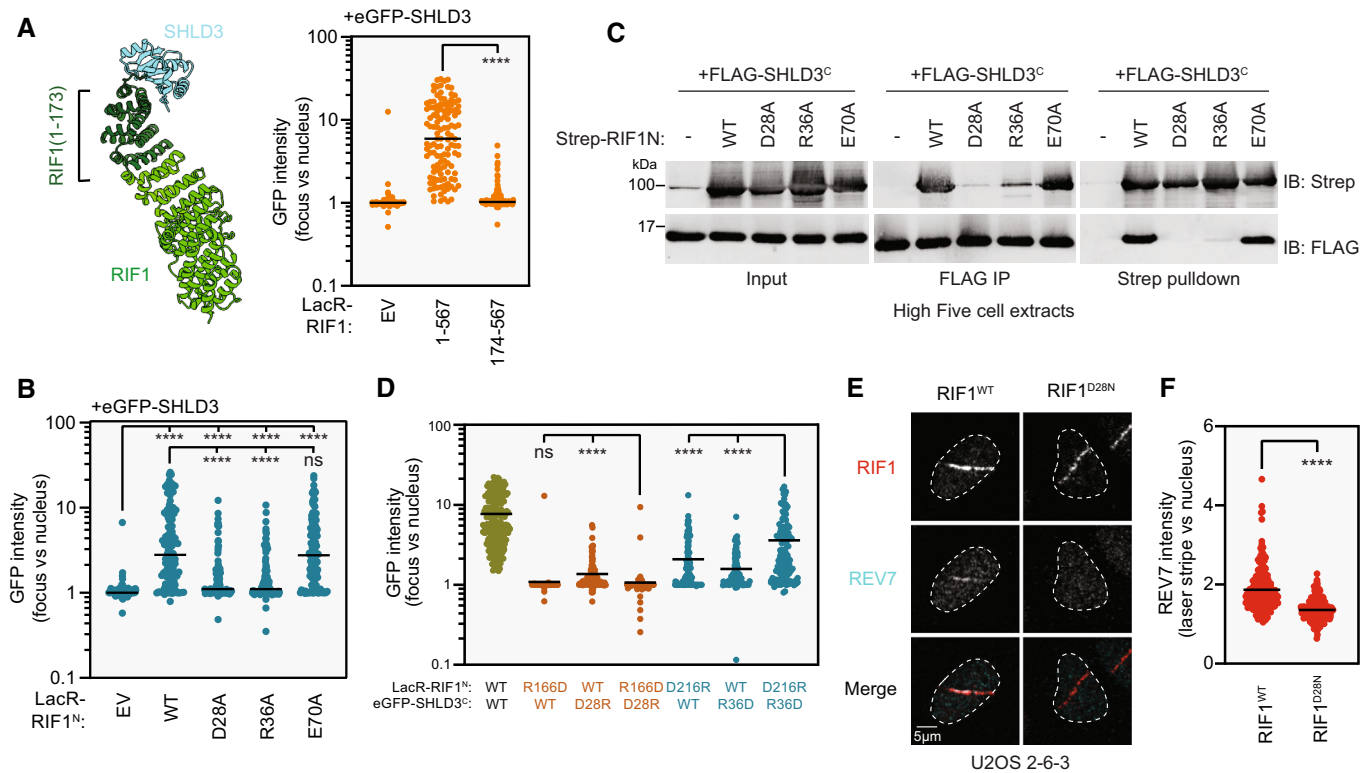 A
SHLD3
RIF1(1-173)
RIF1
+eGFP-SHLD3
GFP intensity
(focus vs nucleus)
100
10
1
0.1
****
LacR-
RIF1:
EV
1-567
174-567
C
+FLAG-SHLD3ᶜ +FLAG-SHLD3ᶜ +FLAG-SHLD3ᶜ
Strep-RIF1N: - WT D28A R36A E70A - WT D28A R36A E70A - WT D28A R36A E70A
kDa
100
IB: Strep
17
IB: FLAG
Input FLAG IP Strep pulldown
High Five cell extracts
B
+eGFP-SHLD3
GFP intensity
(focus vs nucleus)
100
10
1
0.1
**** **** **** ****
**** **** ns
LacR-
RIF1ᴺ:
EV
WT
D28A
R36A
E70A
D
GFP intensity
(focus vs nucleus)
100
10
1
0.1
ns **** **** ****
LacR-RIF1ᴺ: WT R166D WT R166D D216R WT D216R
eGFP-SHLD3ᶜ: WT WT D28R D28R WT R36D R36D
E
RIF1ᵂᵀ RIF1ᴰ²⁸ᴺ
RIF1
REV7
Merge
5µm
U2OS 2-6-3
F
REV7 intensity
(laser stripe vs nucleus)
6
4
2
0
****
RIF1ᵂᵀ
RIF1ᴰ²⁸ᴺ